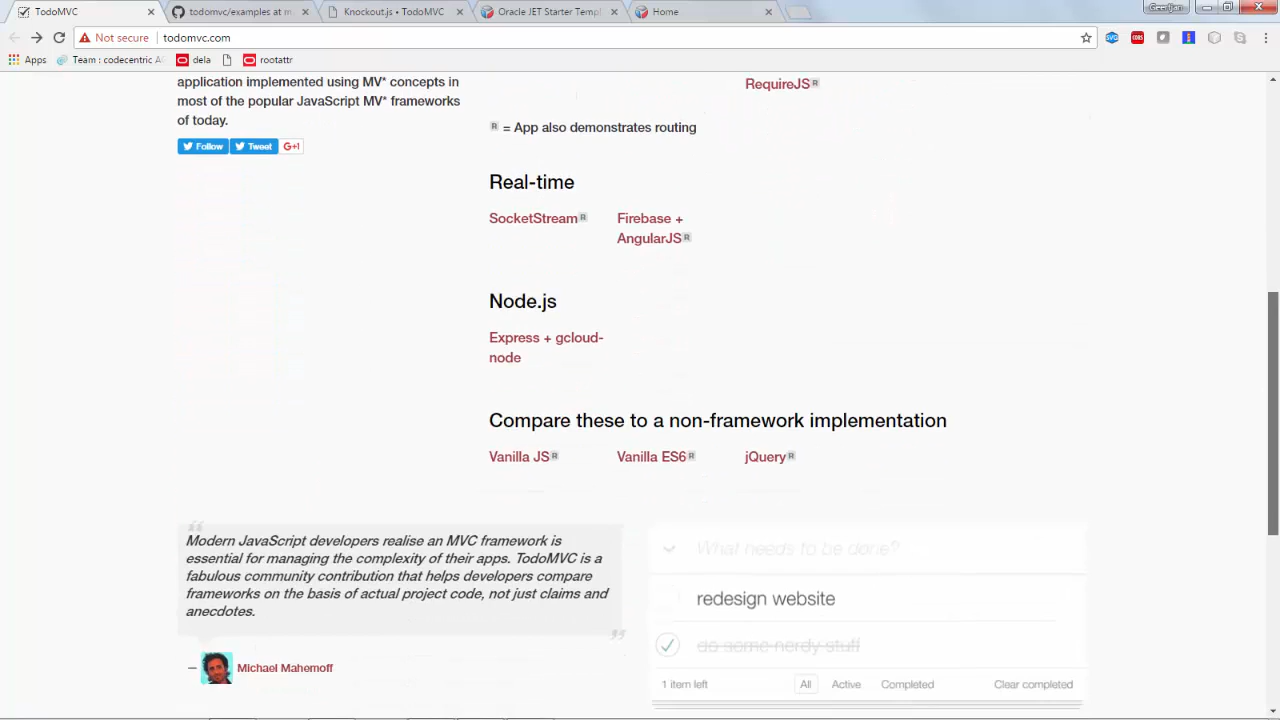 TodoMVC
todomvc/examples at m
Knockout.js • TodoMVC
Oracle JET Starter Templ
Home
Not secure
todomvc.com
Apps
Team : codecentric
dela
rootattr
application implemented using MV* concepts in
most of the popular JavaScript MV* frameworks
of today.
Follow
Tweet
G+1
RequireJS R
R = App also demonstrates routing
Real-time
SocketStream R
Firebase +
AngularJS R
Node.js
Express + gcloud-
node
Compare these to a non-framework implementation
Vanilla JS R
Vanilla ES6 R
jQuery R
“
Modern JavaScript developers realise an MVC framework is
essential for managing the complexity of their apps. TodoMVC is a
fabulous community contribution that helps developers compare
frameworks on the basis of actual project code, not just claims and
anecdotes.
”
— Michael Mahemoff
What needs to be done?
redesign website
do some nerdy stuff
1 item left
All
Active
Completed
Clear completed